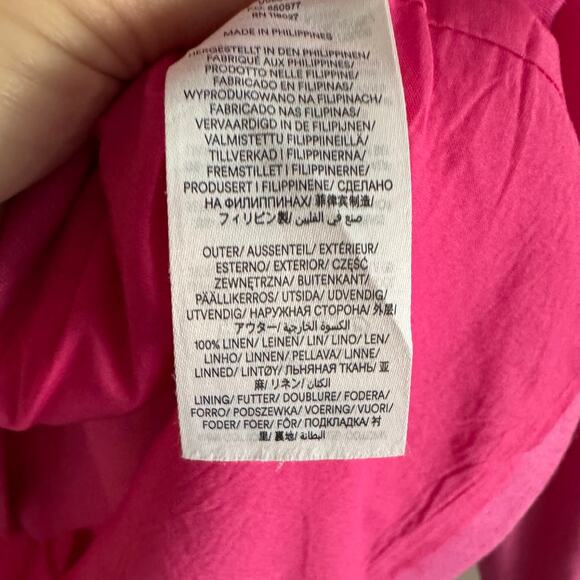 RN 118097
MADE IN PHILIPPINES
HERGESTELLT IN DEN PHILIPPINEN/
FABRIQUÉ AUX PHILIPPINES/
PRODOTTO NELLE FILIPPINE/
FABRICADO EN FILIPINAS/
WYPRODUKOWANO NA FILIPINACH/
FABRICADO NAS FILIPINAS/
VERVAARDIGD IN DE FILIPIJNEN/
VALMISTETTU FILIPPIINEILLÄ/
TILLVERKAD I FILIPPINERNA/
FREMSTILLET I FILIPPINERNE/
PRODUSERT I FILIPPINENE/ СДЕЛАНО
НА ФИЛИППИНАХ/ 菲律宾制造/
フィリピン製/ صنع في الفلبين
OUTER/ AUSSENTEIL/ EXTÉRIEUR/
ESTERNO/ EXTERIOR/ CZĘŚĆ
ZEWNĘTRZNA/ BUITENKANT/
PÄÄLLIKERROS/ UTSIDA/ UDVENDIG/
UTVENDIG/ НАРУЖНАЯ СТОРОНА/ 外层/
アウター/ الكسوة الخارجية/
100% LINEN/ LEINEN/ LIN/ LINO/ LEN/
LINHO/ LINNEN/ PELLAVA/ LINNE/
LINNED/ LINTØY/ ЛЬНЯНАЯ ТКАНЬ/ 亚
麻/ リネン/ الكتان/
LINING/ FUTTER/ DOUBLURE/ FODERA/
FORRO/ PODSZEWKA/ VOERING/ VUORI/
FODER/ FOER/ FÔR/ ПОДКЛАДКА/ 衬
里/ 裏地/ البطانة/